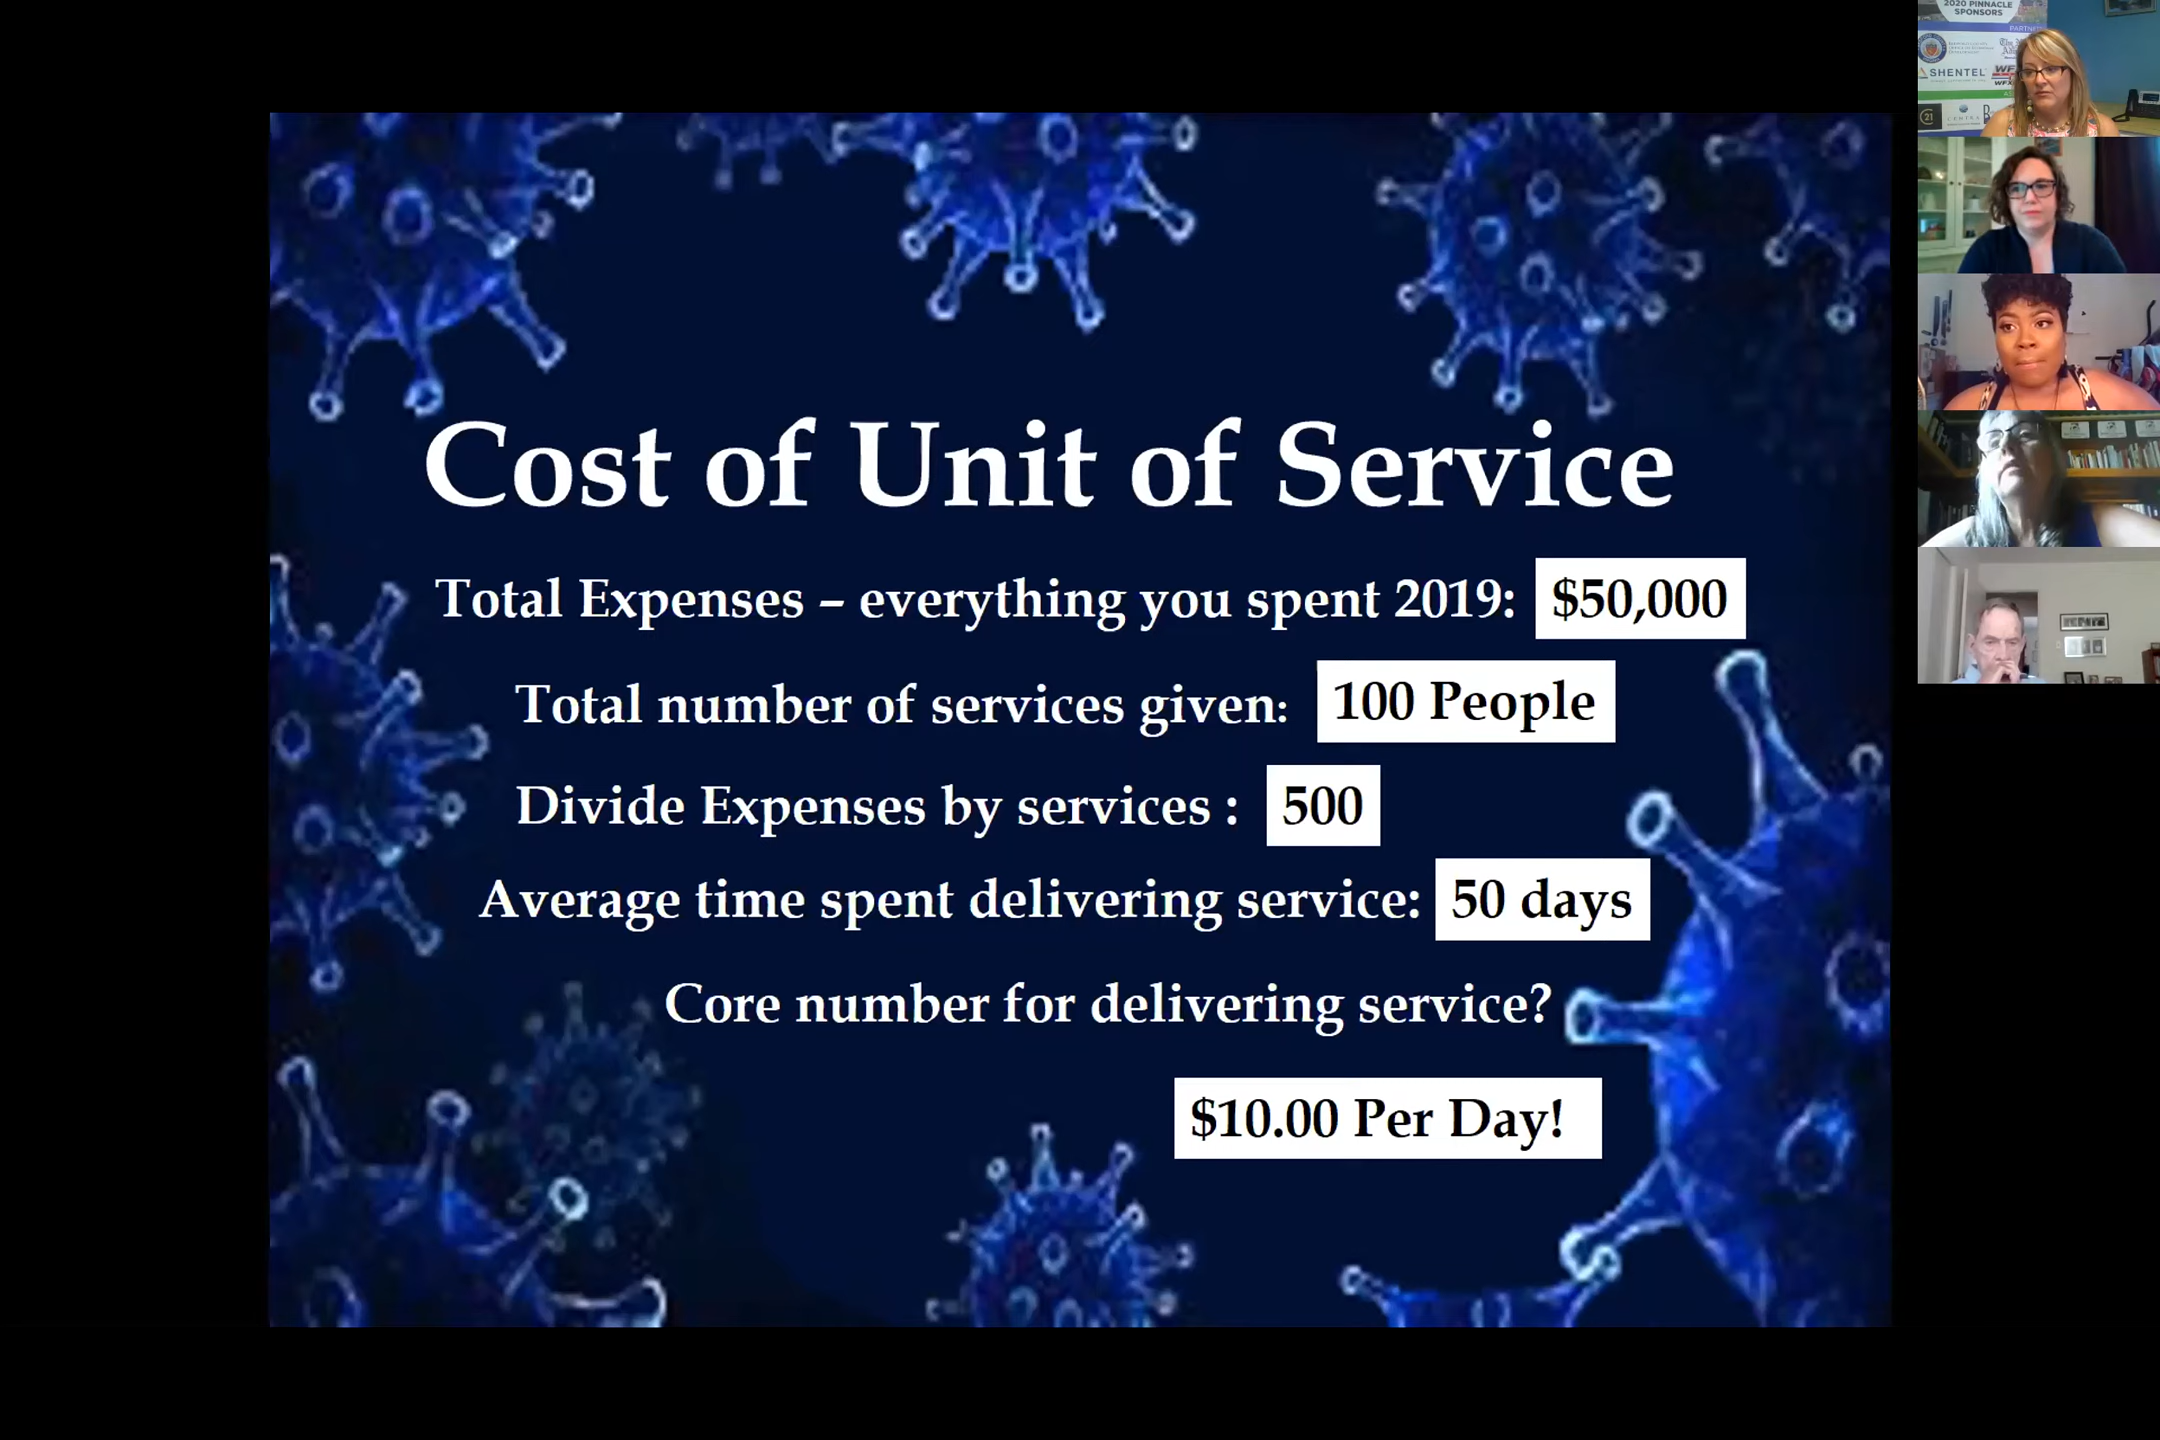 Cost of Unit of Service
Total Expenses – everything you spent 2019: $50,000
Total number of services given: 100 People
Divide Expenses by services : 500
Average time spent delivering service: 50 days
Core number for delivering service?
$10.00 Per Day!
2020 PINNACLE
SPONSORS
SHENTEL
21
CENTRA